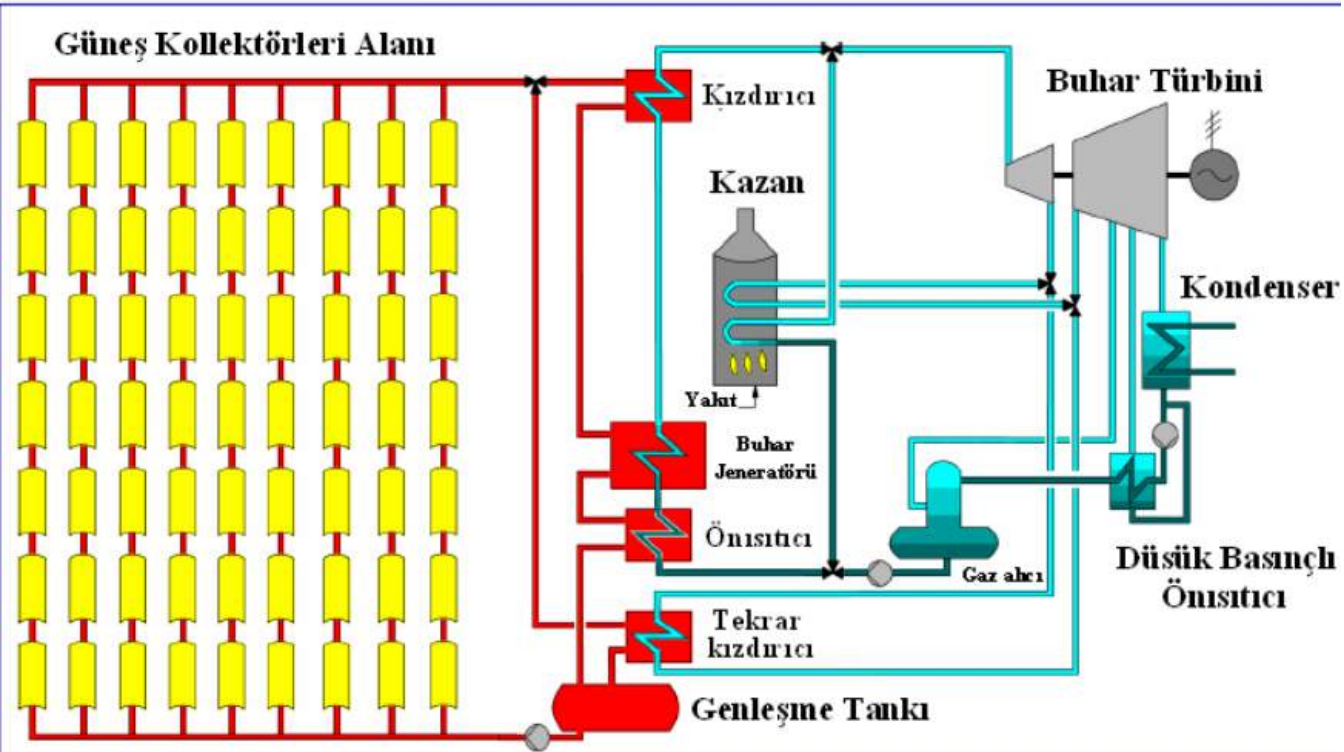 Güneş Kollektörleri Alanı
Kızdırıcı
Buhar Türbini
Kazan
Kondenser
Yakıt
Buhar
Jeneratörü
Önısıtıcı
Gaz alıcı
Düsük Basınçlı
Önısıtıcı
Tekrar
kızdırıcı
Genleşme Tankı